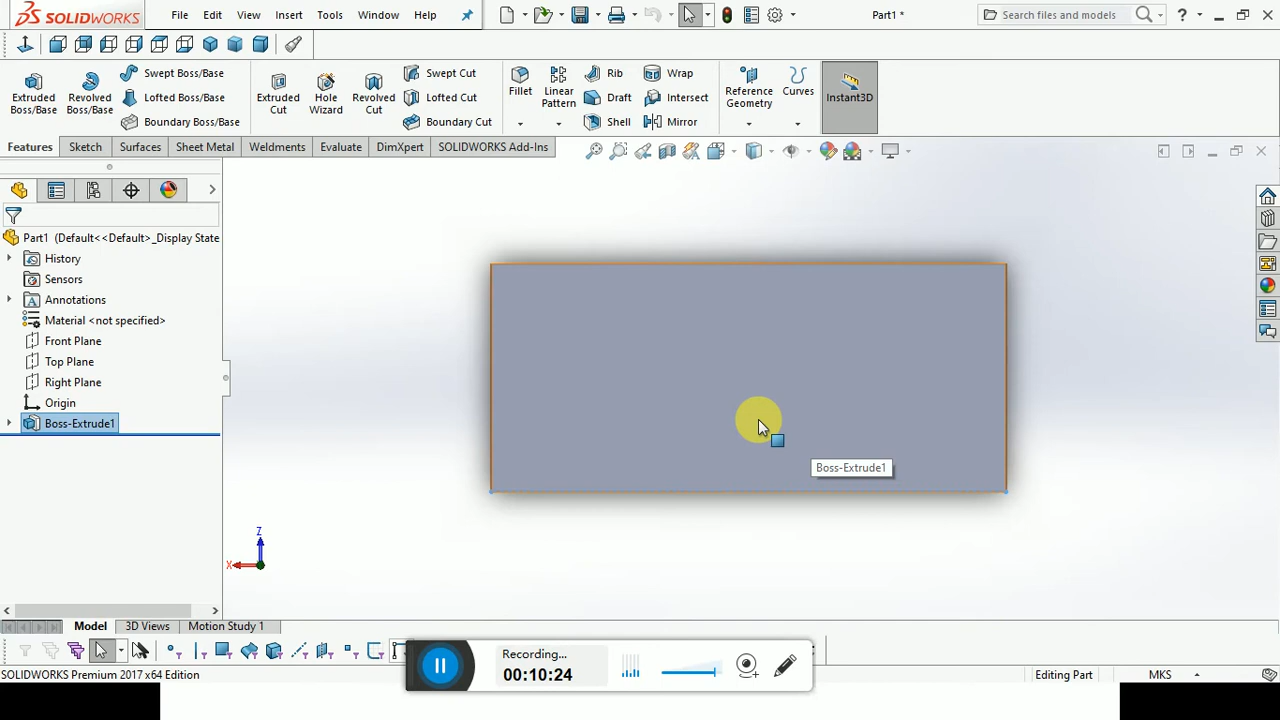 SOLIDWORKS File Edit View Insert Tools Window Help Part1 * Search files and models ?
Extruded Boss/Base Revolved Boss/Base Swept Boss/Base Lofted Boss/Base Boundary Boss/Base Extruded Cut Hole Wizard Revolved Cut Swept Cut Lofted Cut Boundary Cut Fillet Linear Pattern Rib Draft Shell Wrap Intersect Mirror Reference Geometry Curves Instant3D
Features Sketch Surfaces Sheet Metal Weldments Evaluate DimXpert SOLIDWORKS Add-Ins
Part1 (Default<<Default>_Display State
History
Sensors
Annotations
Material <not specified>
Front Plane
Top Plane
Right Plane
Origin
Boss-Extrude1
Boss-Extrude1
Z
X
Model 3D Views Motion Study 1
Recording...
00:10:24
SOLIDWORKS Premium 2017 x64 Edition Editing Part MKS